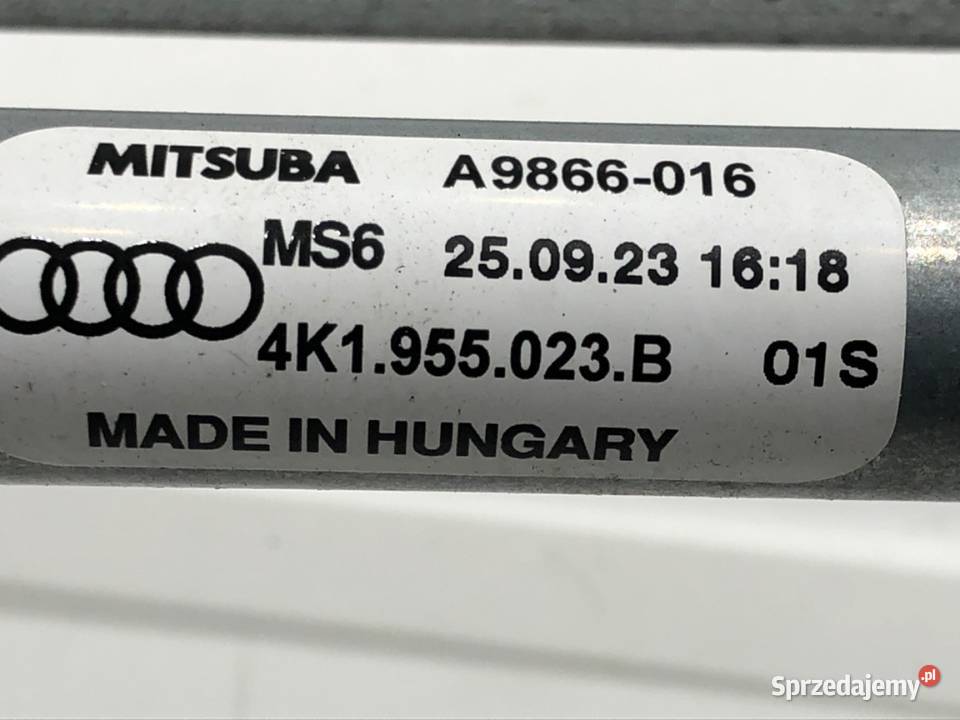 MITSUBA A9866-016
MS6 25.09.23 16:18
4K1.955.023.B 01S
MADE IN HUNGARY
Sprzedajemy.pl